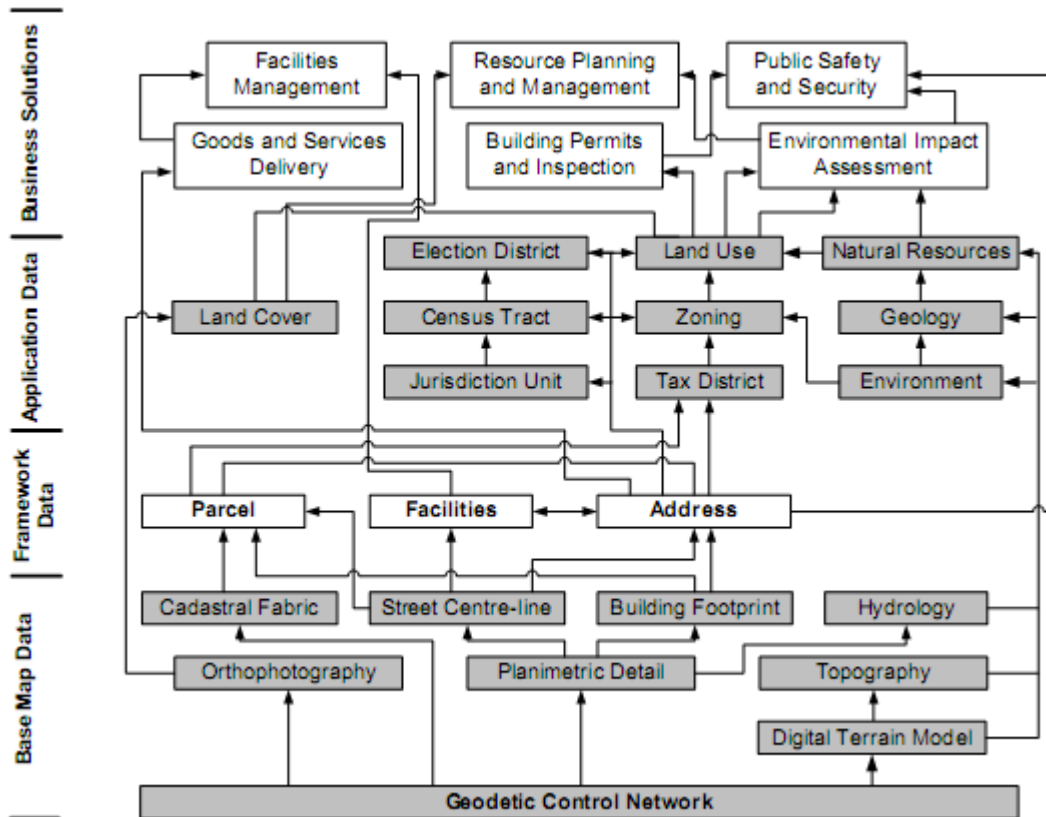 Business Solutions
Facilities
Management
Resource Planning
and Management
Public Safety
and Security
Goods and Services
Delivery
Building Permits
and Inspection
Environmental Impact
Assessment
Application Data
Election District
Land Use
Natural Resources
Land Cover
Census Tract
Zoning
Geology
Jurisdiction Unit
Tax District
Environment
Framework
Data
Parcel
Facilities
Address
Base Map Data
Cadastral Fabric
Street Centre-line
Building Footprint
Hydrology
Orthophotography
Planimetric Detail
Topography
Digital Terrain Model
Geodetic Control Network